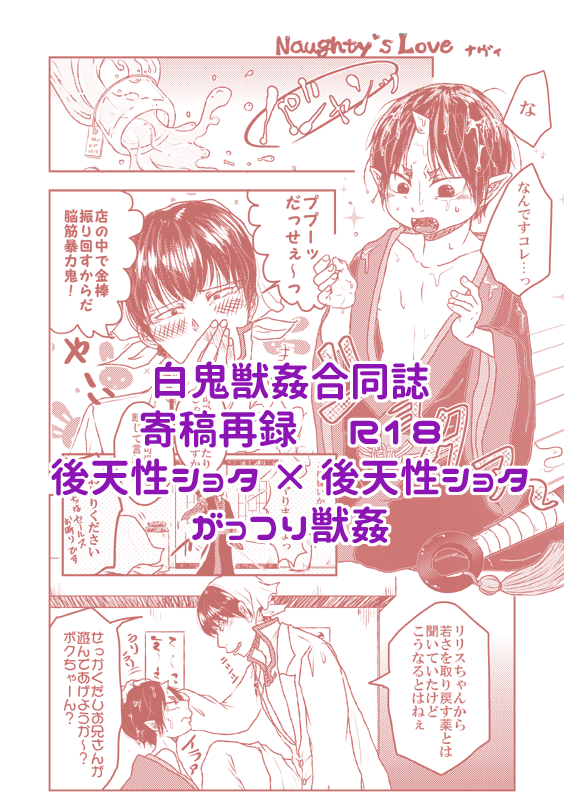 Naughty's Love ナヴィ
パリャンッ
な
なんですコレ…っ
ププーッ
だっせぇ〜っ
店の中で金棒
振り回すからだ
脳筋暴力鬼!
白鬼獣姦合同誌
寄稿再録 R18
後天性ショタ×後天性ショタ
がっつり獣姦
リリスちゃんから
若さを取り戻す薬とは
聞いていたけど
こうなるとはねぇ
せっかくだしお兄さんが
遊んであげようか〜?
ボクちゃーん?
イラァ